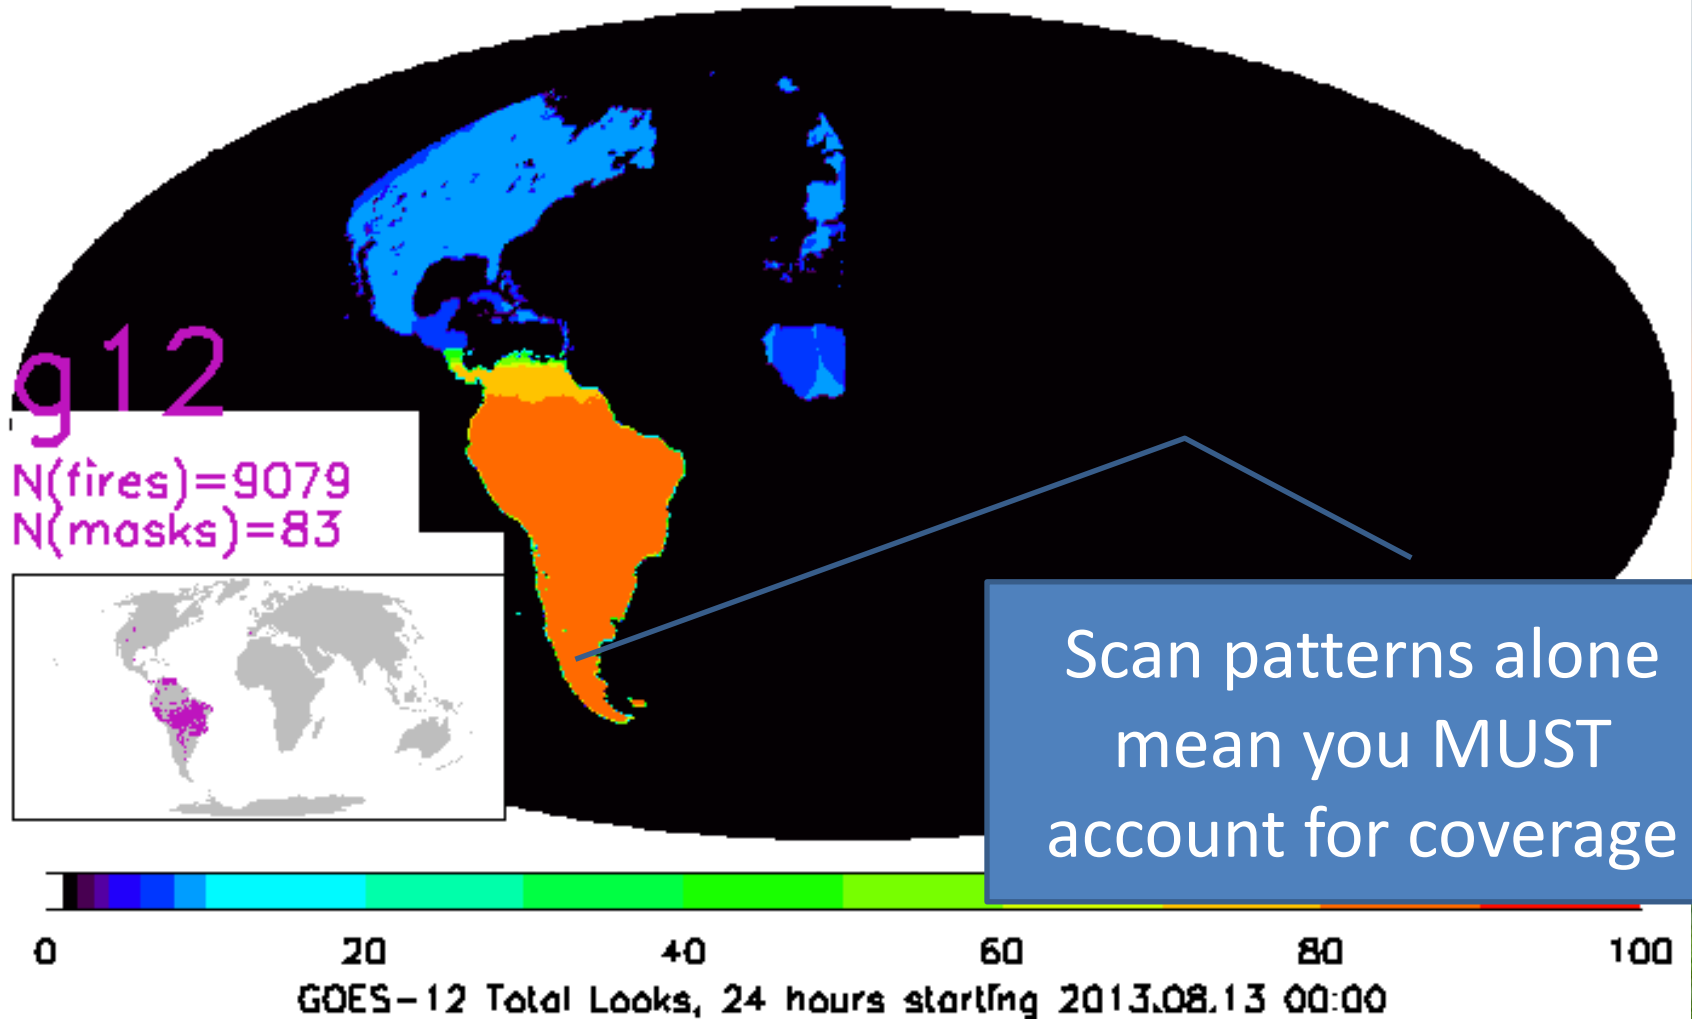 g12
N(fires)=9079
N(masks)=83
Scan patterns alone
mean you MUST
account for coverage
0 20 40 60 80 100
GOES-12 Total Looks, 24 hours starting 2013.08.13 00:00